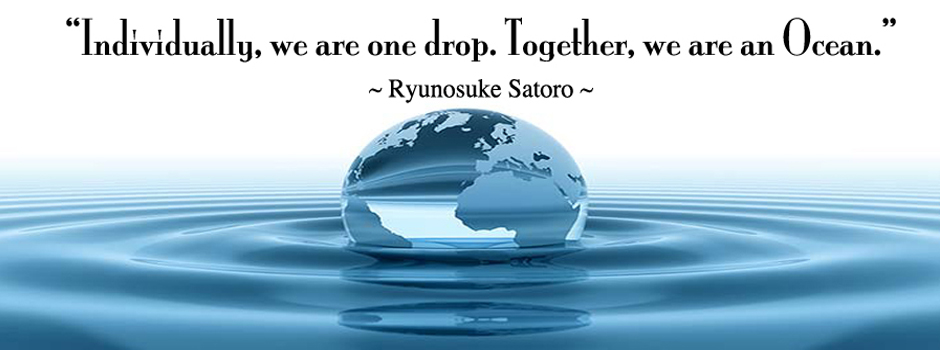 “Individually, we are one drop. Together, we are an Ocean.”
~ Ryunosuke Satoro ~